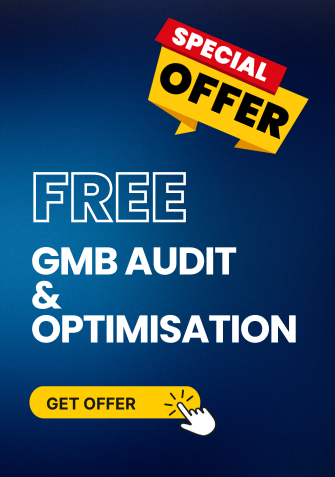 SPECIAL
OFFER
FREE
GMB AUDIT
&
OPTIMISATION
GET OFFER